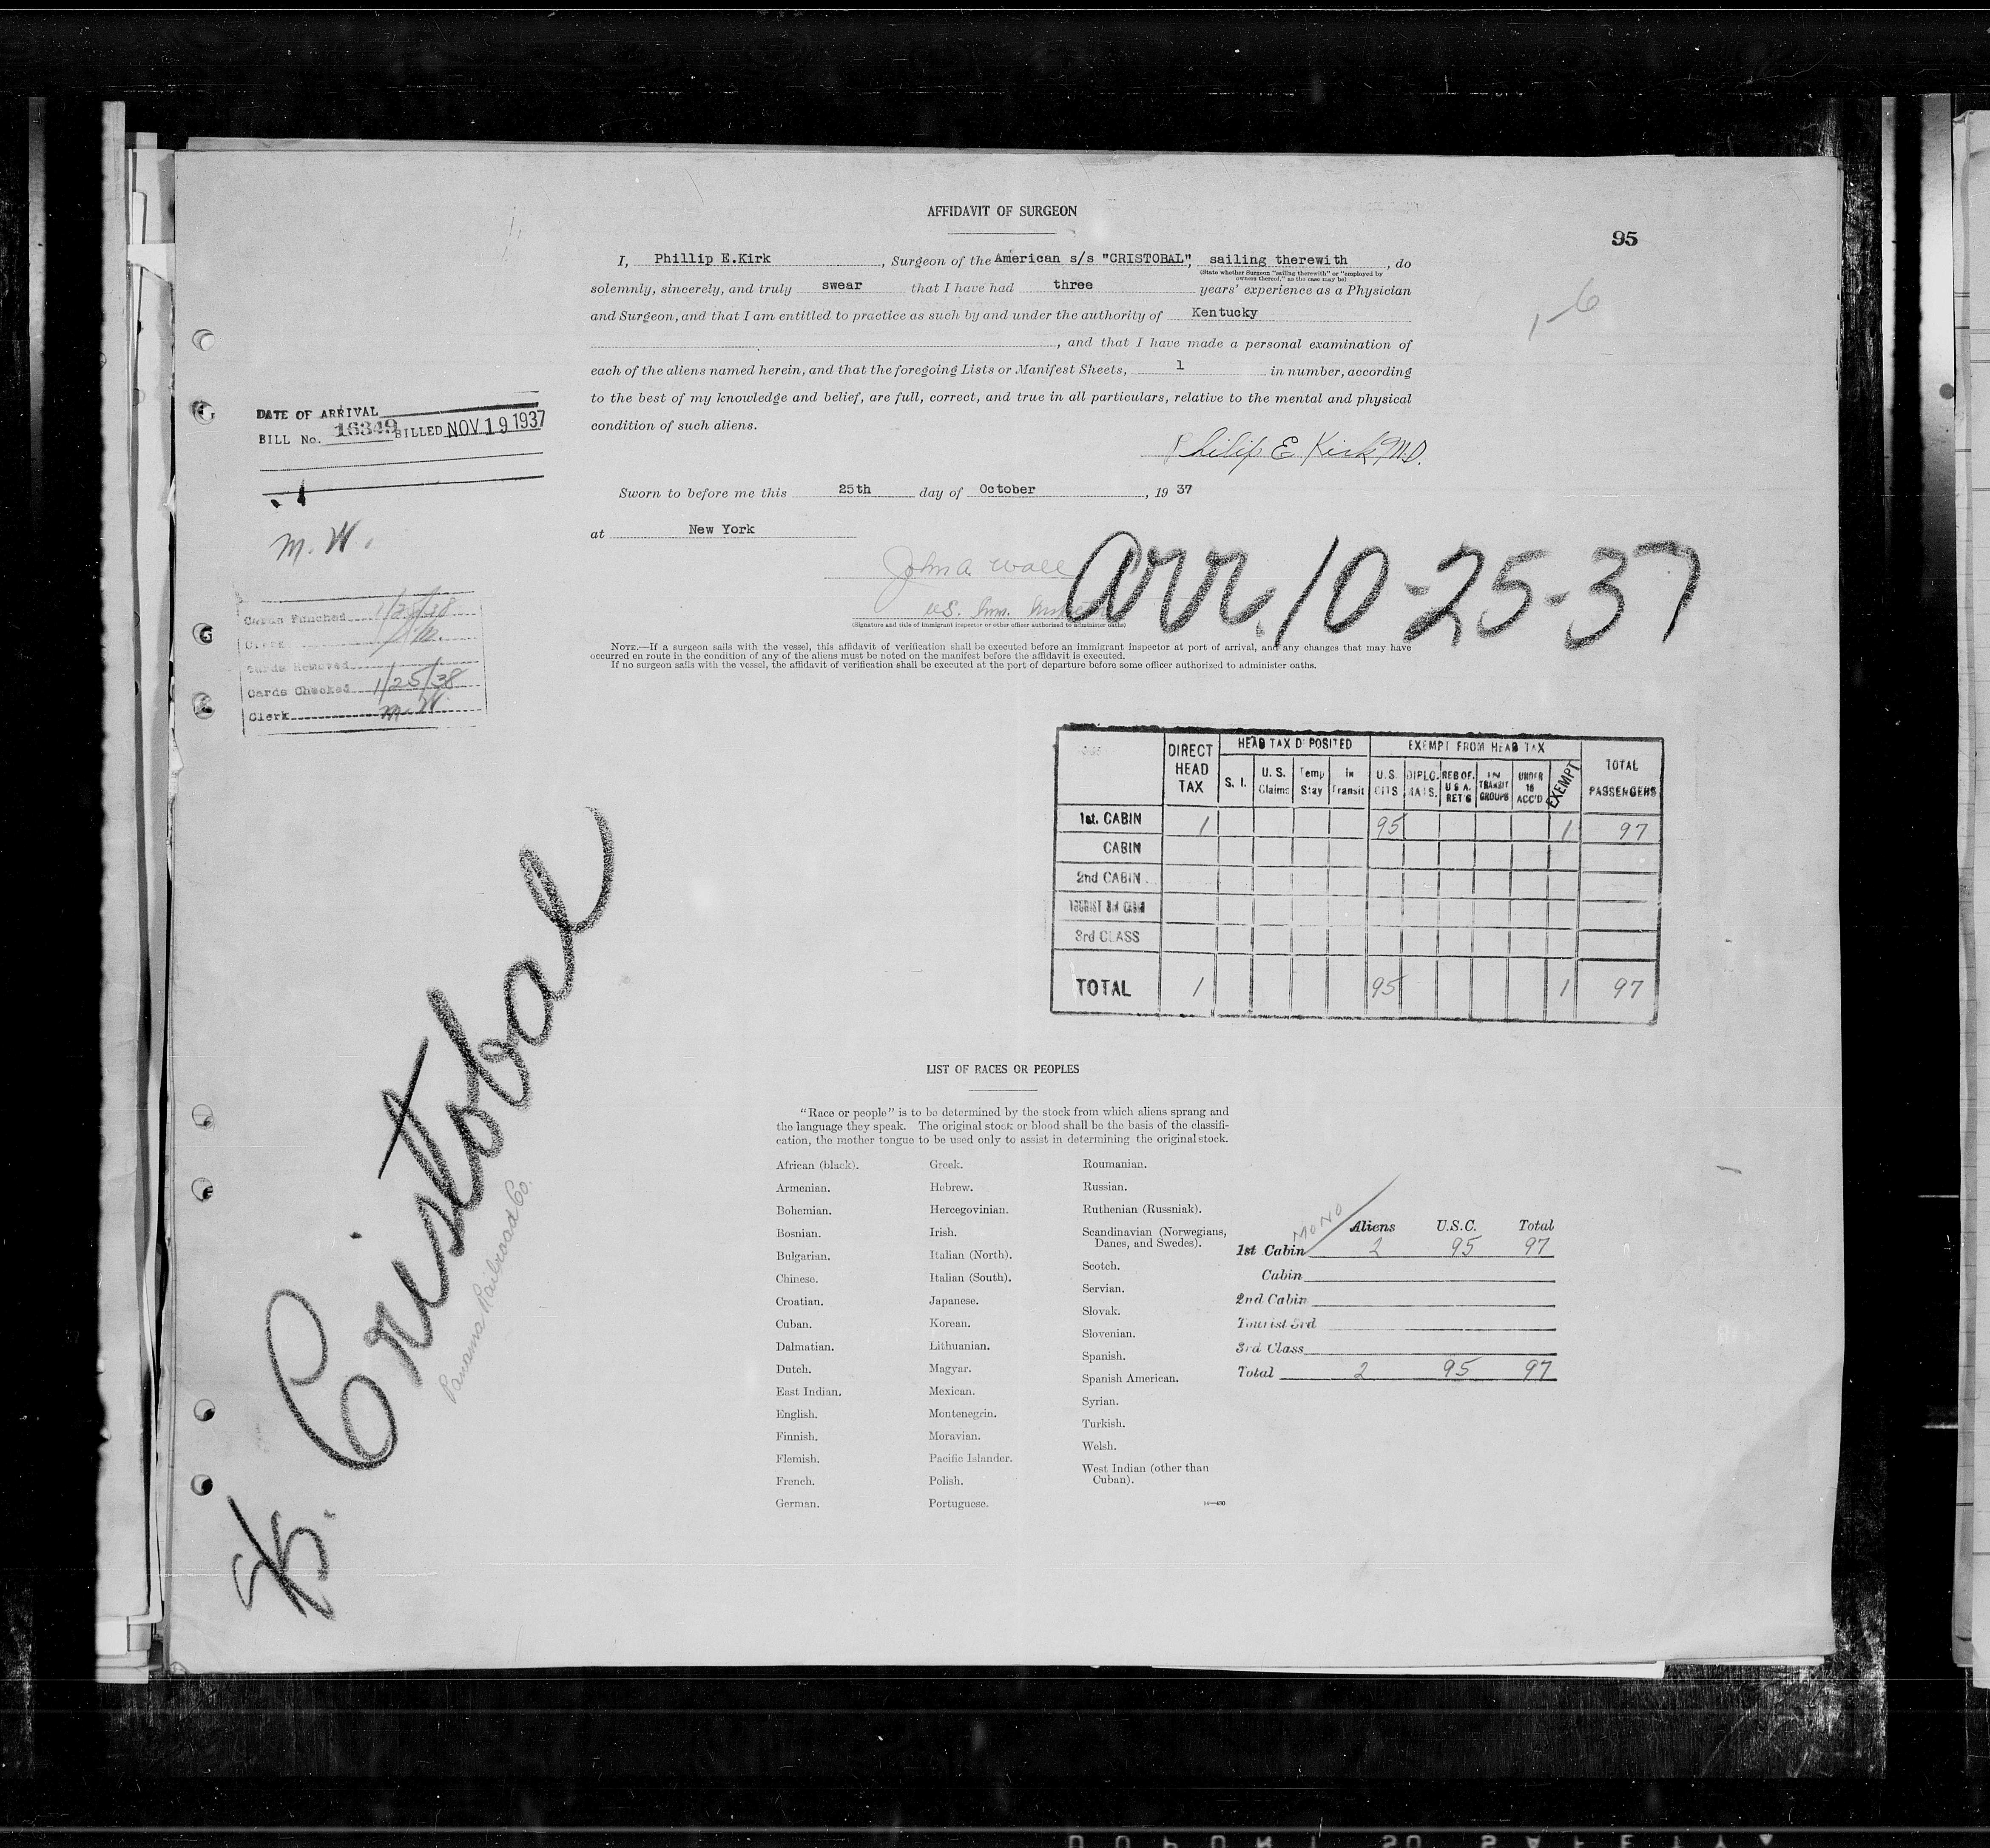 AFFIDAVIT OF SURGEON
95
I, Phillip E.Kirk, Surgeon of the American s/s "CRISTOBAL", sailing therewith, do
(State whether Surgeon "sailing therewith" or "employed by
owners thereof," as the case may be)
solemnly, sincerely, and truly swear that I have had three years' experience as a Physician
and Surgeon, and that I am entitled to practice as such by and under the authority of Kentucky
, and that I have made a personal examination of
each of the aliens named herein, and that the foregoing Lists or Manifest Sheets, 1 in number, according
to the best of my knowledge and belief, are full, correct, and true in all particulars, relative to the mental and physical
condition of such aliens.
Philip E Kirk, M.D.
Sworn to before me this 25th day of October, 19 37
at New York
John A. Wall
U.S. Imm.
(Signature and title of immigrant inspector or other officer authorized to administer oaths)
NOTE.—If a surgeon sails with the vessel, this affidavit of verification shall be executed before an immigrant inspector at port of arrival, and any changes that may have
occurred en route in the condition of any of the aliens must be noted on the manifest before the affidavit is executed.
If no surgeon sails with the vessel, the affidavit of verification shall be executed at the port of departure before some officer authorized to administer oaths.
1-6
arr. 10-25-37
DATE OF ARRIVAL
BILL No. 16349 BILLED NOV 19 1937
M. W.
Cards Punched
Clerk
Cards Removed
Cards Checked 1/25/38
Clerk M. W.
DIRECT HEAD TAX
HEAD TAX DEPOSITED
EXEMPT FROM HEAD TAX
TOTAL PASSENGERS
S. I. U. S. Claims Temp Stay In Transit U.S. CITS DIPLOMATS. RES OF. U S A. RET'G IN TRANSIT GROUPS UNDER 16 ACC'D EXEMPT
1st. CABIN 1 95 1 97
CABIN
2nd CABIN
TOURIST 3rd CABIN
3rd CLASS
TOTAL 1 95 1 97
SS. Cristobal
Panama Railroad Co.
LIST OF RACES OR PEOPLES
"Race or people" is to be determined by the stock from which aliens sprang and
the language they speak. The original stock or blood shall be the basis of the classifi-
cation, the mother tongue to be used only to assist in determining the original stock.
African (black).
Armenian.
Bohemian.
Bosnian.
Bulgarian.
Chinese.
Croatian.
Cuban.
Dalmatian.
Dutch.
East Indian.
English.
Finnish.
Flemish.
French.
German.
Greek.
Hebrew.
Hercegovinian.
Irish.
Italian (North).
Italian (South).
Japanese.
Korean.
Lithuanian.
Magyar.
Mexican.
Montenegrin.
Moravian.
Pacific Islander.
Polish.
Portuguese.
Roumanian.
Russian.
Ruthenian (Russniak).
Scandinavian (Norwegians,
Danes, and Swedes).
Scotch.
Servian.
Slovak.
Slovenian.
Spanish.
Spanish American.
Syrian.
Turkish.
Welsh.
West Indian (other than
Cuban).
MONO
Aliens U.S.C. Total
1st Cabin 2 95 97
Cabin
2nd Cabin
Tourist 3rd
3rd Class
Total 2 95 97